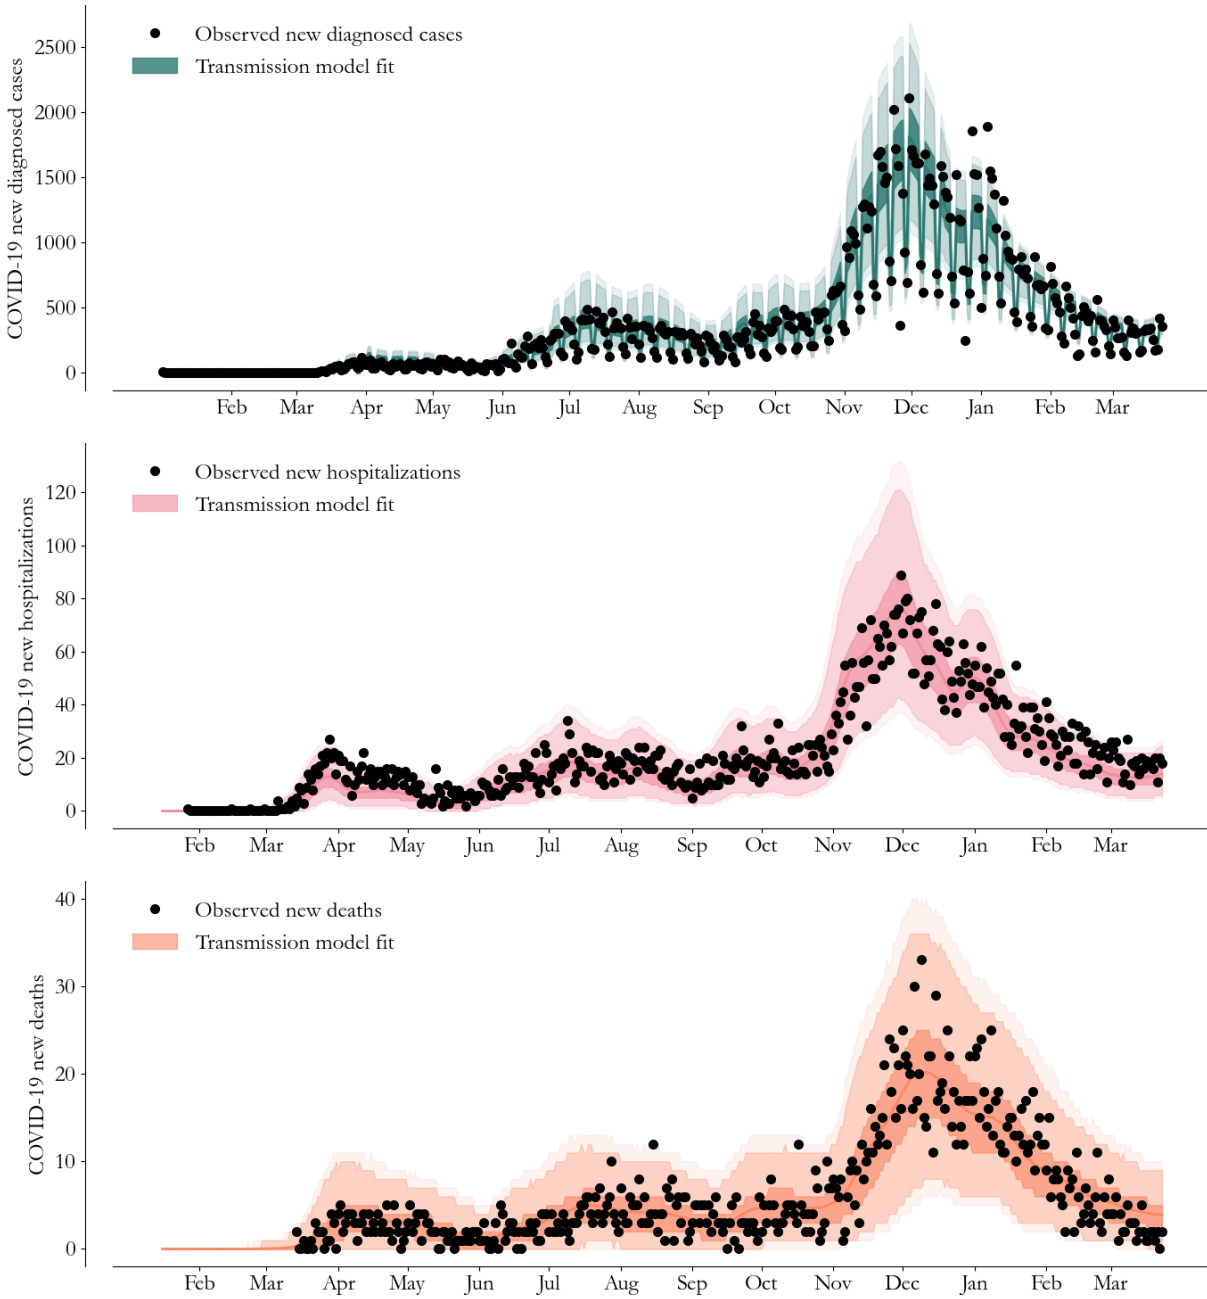 COVID-19 new diagnosed cases
Observed new diagnosed cases
Transmission model fit
2500
2000
1500
1000
500
0
Feb Mar Apr May Jun Jul Aug Sep Oct Nov Dec Jan Feb Mar
COVID-19 new hospitalizations
Observed new hospitalizations
Transmission model fit
120
100
80
60
40
20
0
Feb Mar Apr May Jun Jul Aug Sep Oct Nov Dec Jan Feb Mar
COVID-19 new deaths
Observed new deaths
Transmission model fit
40
30
20
10
0
Feb Mar Apr May Jun Jul Aug Sep Oct Nov Dec Jan Feb Mar